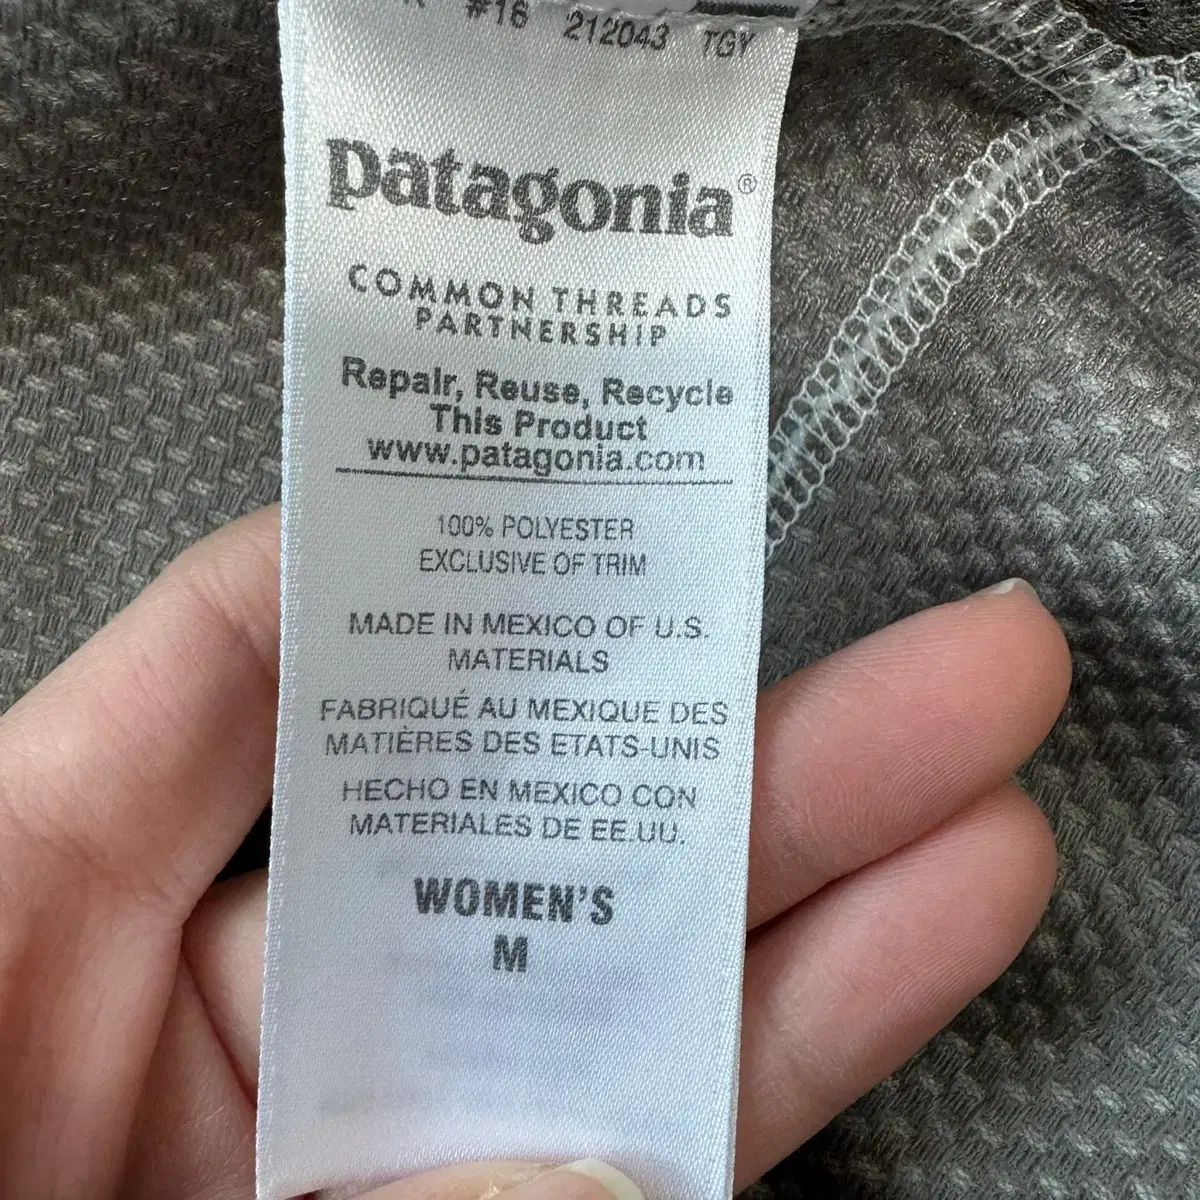 #16 212043 TGY
patagonia®
COMMON THREADS
PARTNERSHIP
Repair, Reuse, Recycle
This Product
www.patagonia.com
100% POLYESTER
EXCLUSIVE OF TRIM
MADE IN MEXICO OF U.S.
MATERIALS
FABRIQUÉ AU MEXIQUE DES
MATIÈRES DES ETATS-UNIS
HECHO EN MEXICO CON
MATERIALES DE EE.UU.
WOMEN'S
M